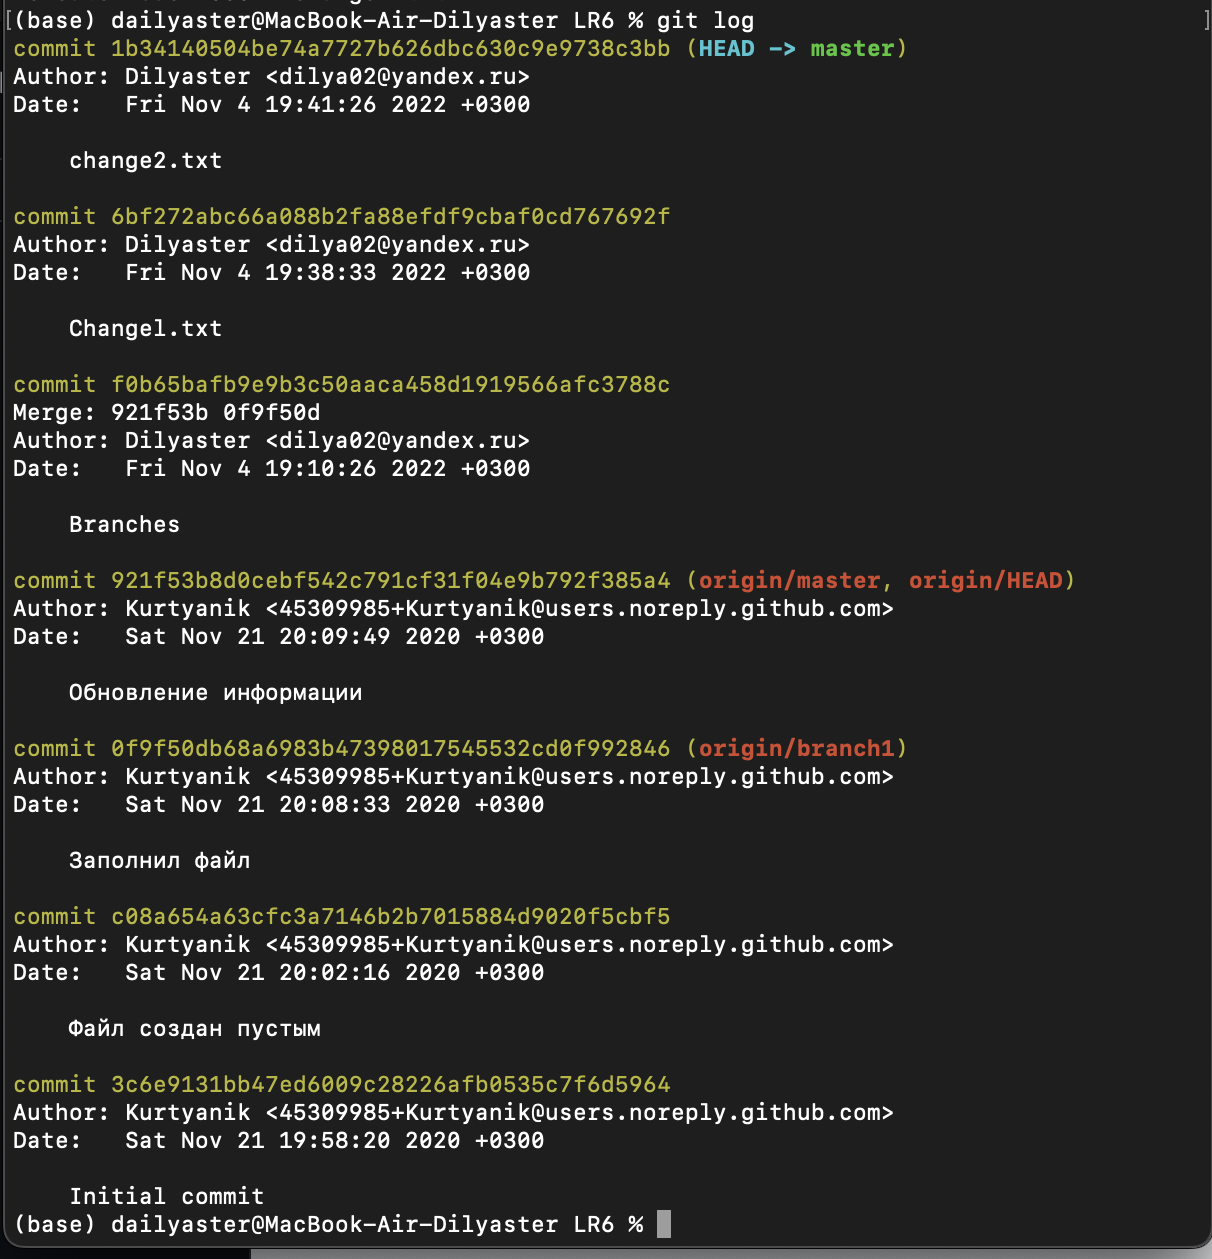 (base) dailyaster@MacBook-Air-Dilyaster LR6 % git log
commit 1b34140504be74a7727b626dbc630c9e9738c3bb (HEAD -> master)
Author: Dilyaster <dilya02@yandex.ru>
Date:   Fri Nov 4 19:41:26 2022 +0300
change2.txt
commit 6bf272abc66a088b2fa88efdf9cbaf0cd767692f
Author: Dilyaster <dilya02@yandex.ru>
Date:   Fri Nov 4 19:38:33 2022 +0300
Change1.txt
commit f0b65bafb9e9b3c50aaca458d1919566afc3788c
Merge: 921f53b 0f9f50d
Author: Dilyaster <dilya02@yandex.ru>
Date:   Fri Nov 4 19:10:26 2022 +0300
Branches
commit 921f53b8d0cebf542c791cf31f04e9b792f385a4 (origin/master, origin/HEAD)
Author: Kurtyanik <45309985+Kurtyanik@users.noreply.github.com>
Date:   Sat Nov 21 20:09:49 2020 +0300
Обновление информации
commit 0f9f50db68a6983b47398017545532cd0f992846 (origin/branch1)
Author: Kurtyanik <45309985+Kurtyanik@users.noreply.github.com>
Date:   Sat Nov 21 20:08:33 2020 +0300
Заполнил файл
commit c08a654a63cfc3a7146b2b7015884d9020f5cbf5
Author: Kurtyanik <45309985+Kurtyanik@users.noreply.github.com>
Date:   Sat Nov 21 20:02:16 2020 +0300
Файл создан пустым
commit 3c6e9131bb47ed6009c28226afb0535c7f6d5964
Author: Kurtyanik <45309985+Kurtyanik@users.noreply.github.com>
Date:   Sat Nov 21 19:58:20 2020 +0300
Initial commit
(base) dailyaster@MacBook-Air-Dilyaster LR6 %